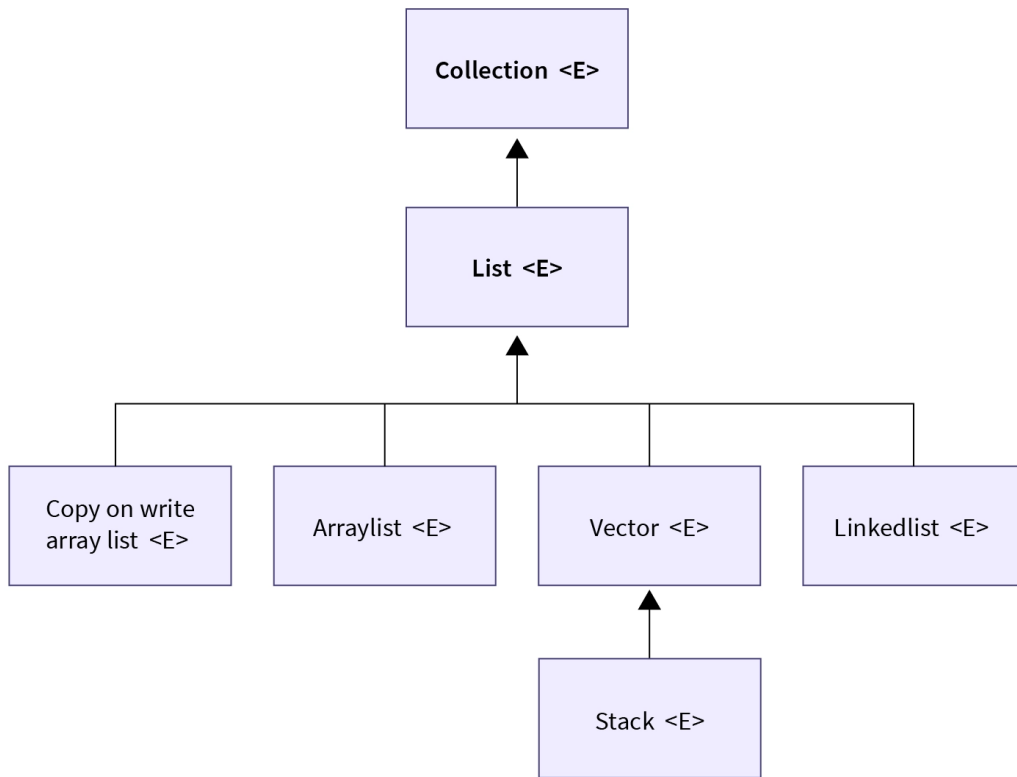 Collection <E>
List <E>
Copy on write
array list <E>
Arraylist <E>
Vector <E>
Linkedlist <E>
Stack <E>